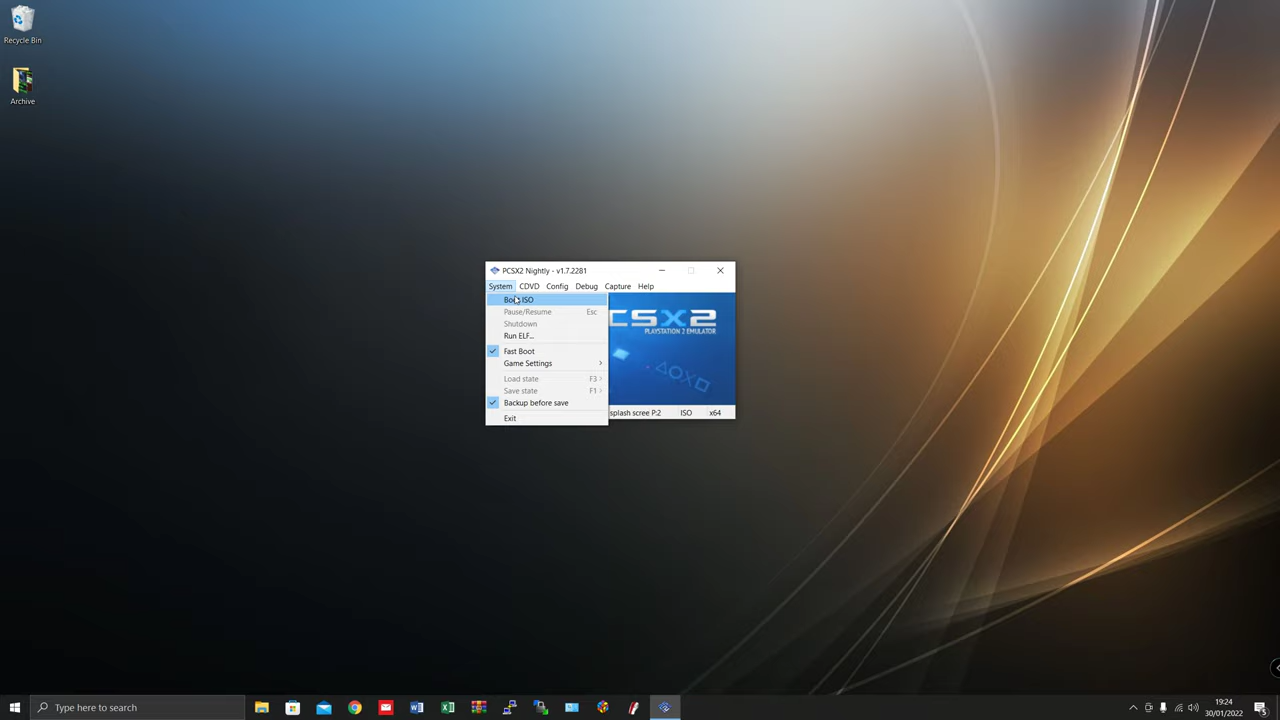 Recycle Bin
Archive
PCSX2 Nightly - v1.7.2281
System CDVD Config Debug Capture Help
Boot ISO
Pause/Resume Esc
Shutdown
Run ELF...
Fast Boot
Game Settings
Load state F3
Save state F1
Backup before save
Exit
CSX2
PLAYSTATION 2 EMULATOR
splash scree P:2 ISO x64
Type here to search
19:24
30/01/2022
5